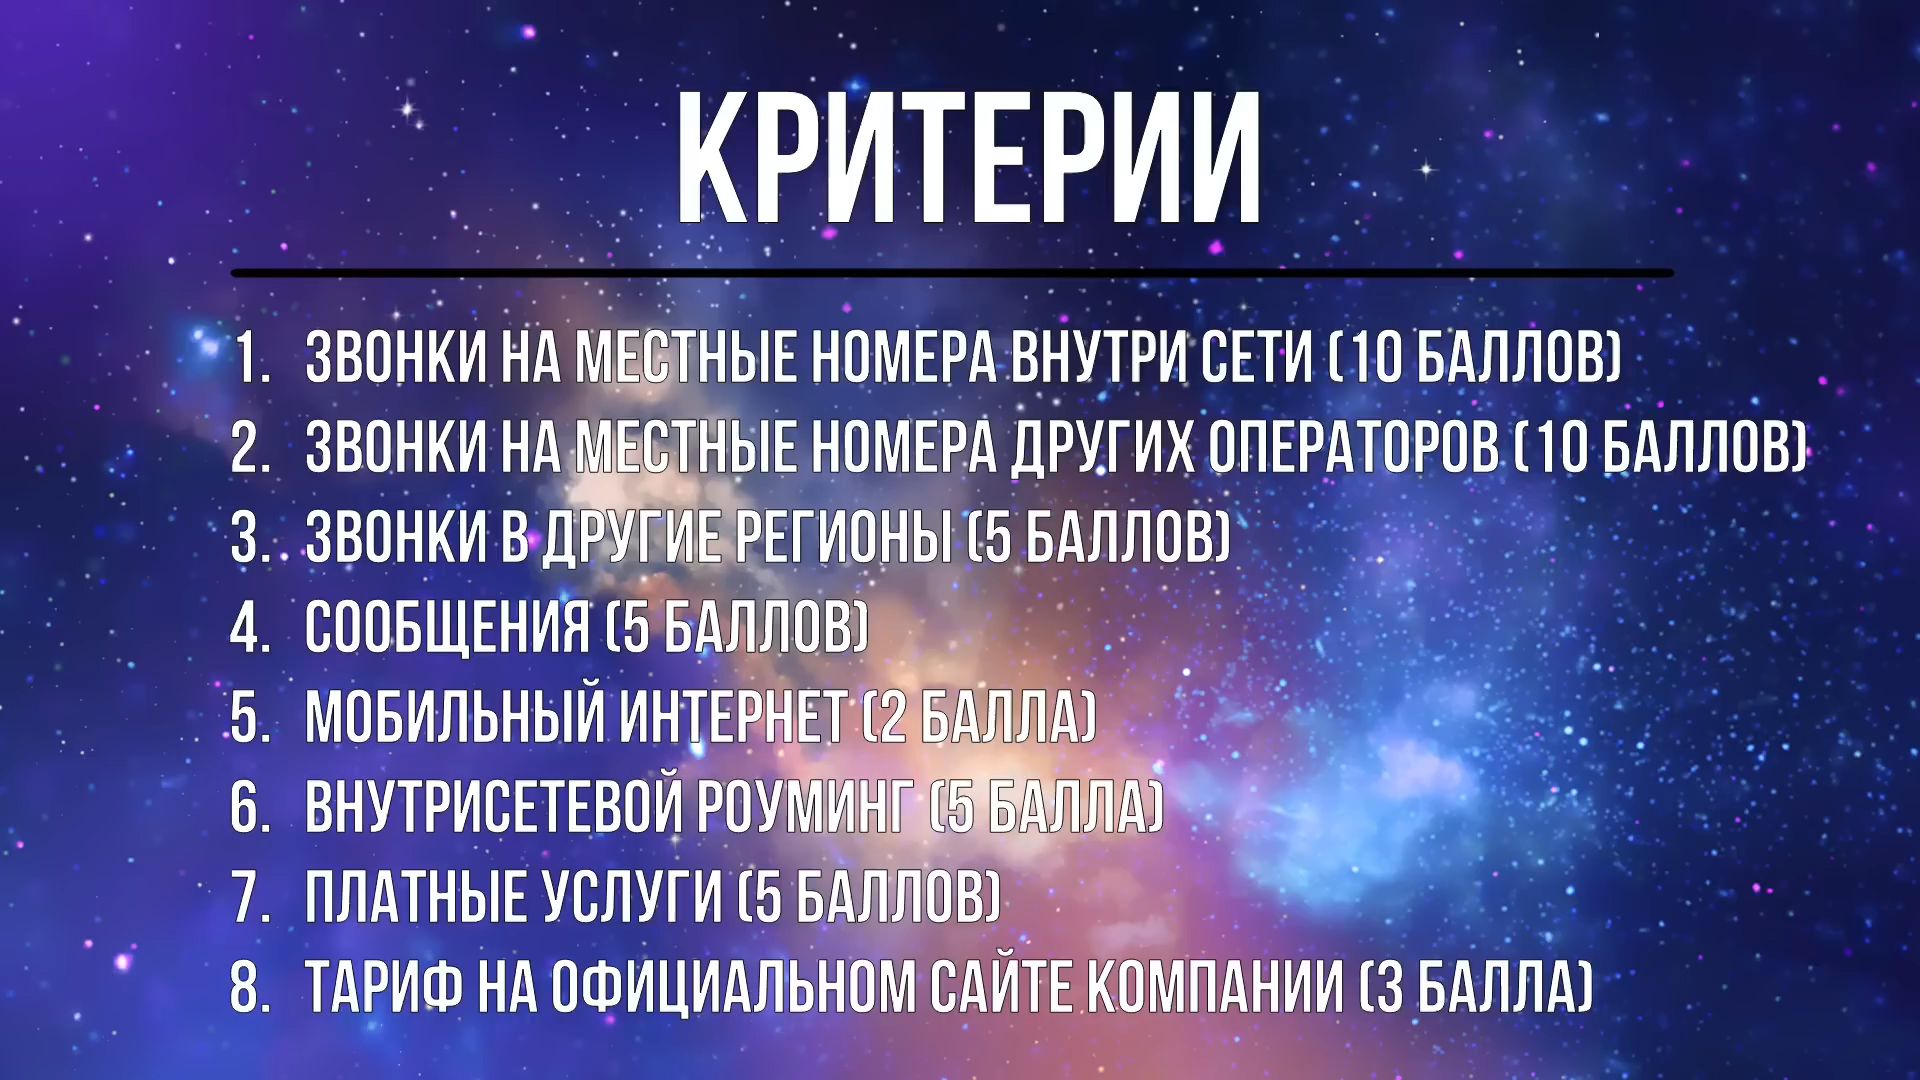 КРИТЕРИИ
1. ЗВОНКИ НА МЕСТНЫЕ НОМЕРА ВНУТРИ СЕТИ (10 БАЛЛОВ)
2. ЗВОНКИ НА МЕСТНЫЕ НОМЕРА ДРУГИХ ОПЕРАТОРОВ (10 БАЛЛОВ)
3. ЗВОНКИ В ДРУГИЕ РЕГИОНЫ (5 БАЛЛОВ)
4. СООБЩЕНИЯ (5 БАЛЛОВ)
5. МОБИЛЬНЫЙ ИНТЕРНЕТ (2 БАЛЛА)
6. ВНУТРИСЕТЕВОЙ РОУМИНГ (5 БАЛЛА)
7. ПЛАТНЫЕ УСЛУГИ (5 БАЛЛОВ)
8. ТАРИФ НА ОФИЦИАЛЬНОМ САЙТЕ КОМПАНИИ (3 БАЛЛА)